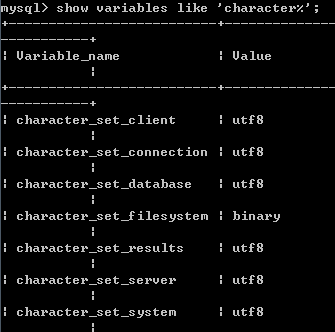 mysql> show variables like 'character%';
+--------------------------+------------
-----------+
¦ Variable_name            ¦ Value
           ¦
+--------------------------+------------
-----------+
¦ character_set_client     ¦ utf8
           ¦
¦ character_set_connection ¦ utf8
           ¦
¦ character_set_database   ¦ utf8
           ¦
¦ character_set_filesystem ¦ binary
           ¦
¦ character_set_results    ¦ utf8
           ¦
¦ character_set_server     ¦ utf8
           ¦
¦ character_set_system     ¦ utf8
           ¦